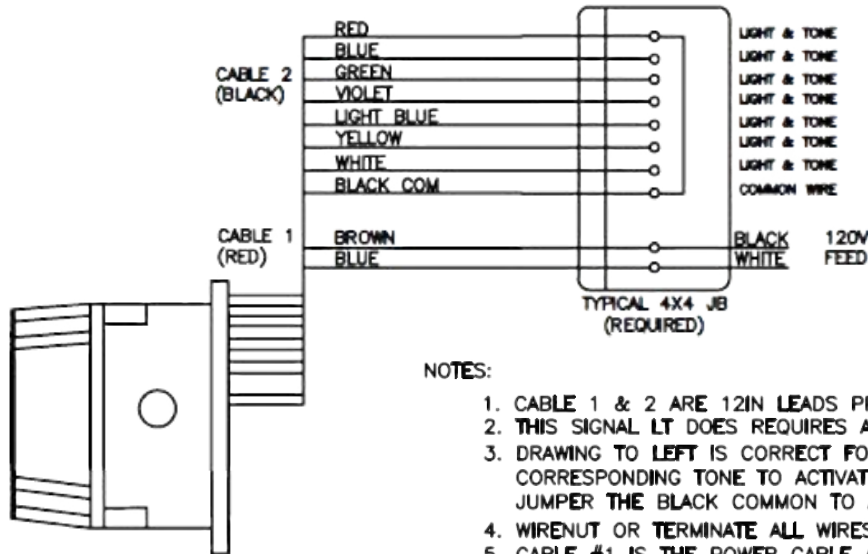 RED
BLUE
GREEN
VIOLET
LIGHT BLUE
YELLOW
WHITE
BLACK COM
CABLE 2
(BLACK)
LIGHT & TONE
LIGHT & TONE
LIGHT & TONE
LIGHT & TONE
LIGHT & TONE
LIGHT & TONE
LIGHT & TONE
COMMON WIRE
CABLE 1
(RED)
BROWN
BLUE
BLACK 120V
WHITE FEED
TYPICAL 4X4 JB
(REQUIRED)
NOTES:
1. CABLE 1 & 2 ARE 12IN LEADS
2. THIS SIGNAL LT DOES REQUIRES
3. DRAWING TO LEFT IS CORRECT
CORRESPONDING TONE TO
JUMPER THE BLACK COMMON TO
4. WIRENUT OR TERMINATE ALL WIRES
5. CABLE #1 IS THE POWER CABLE